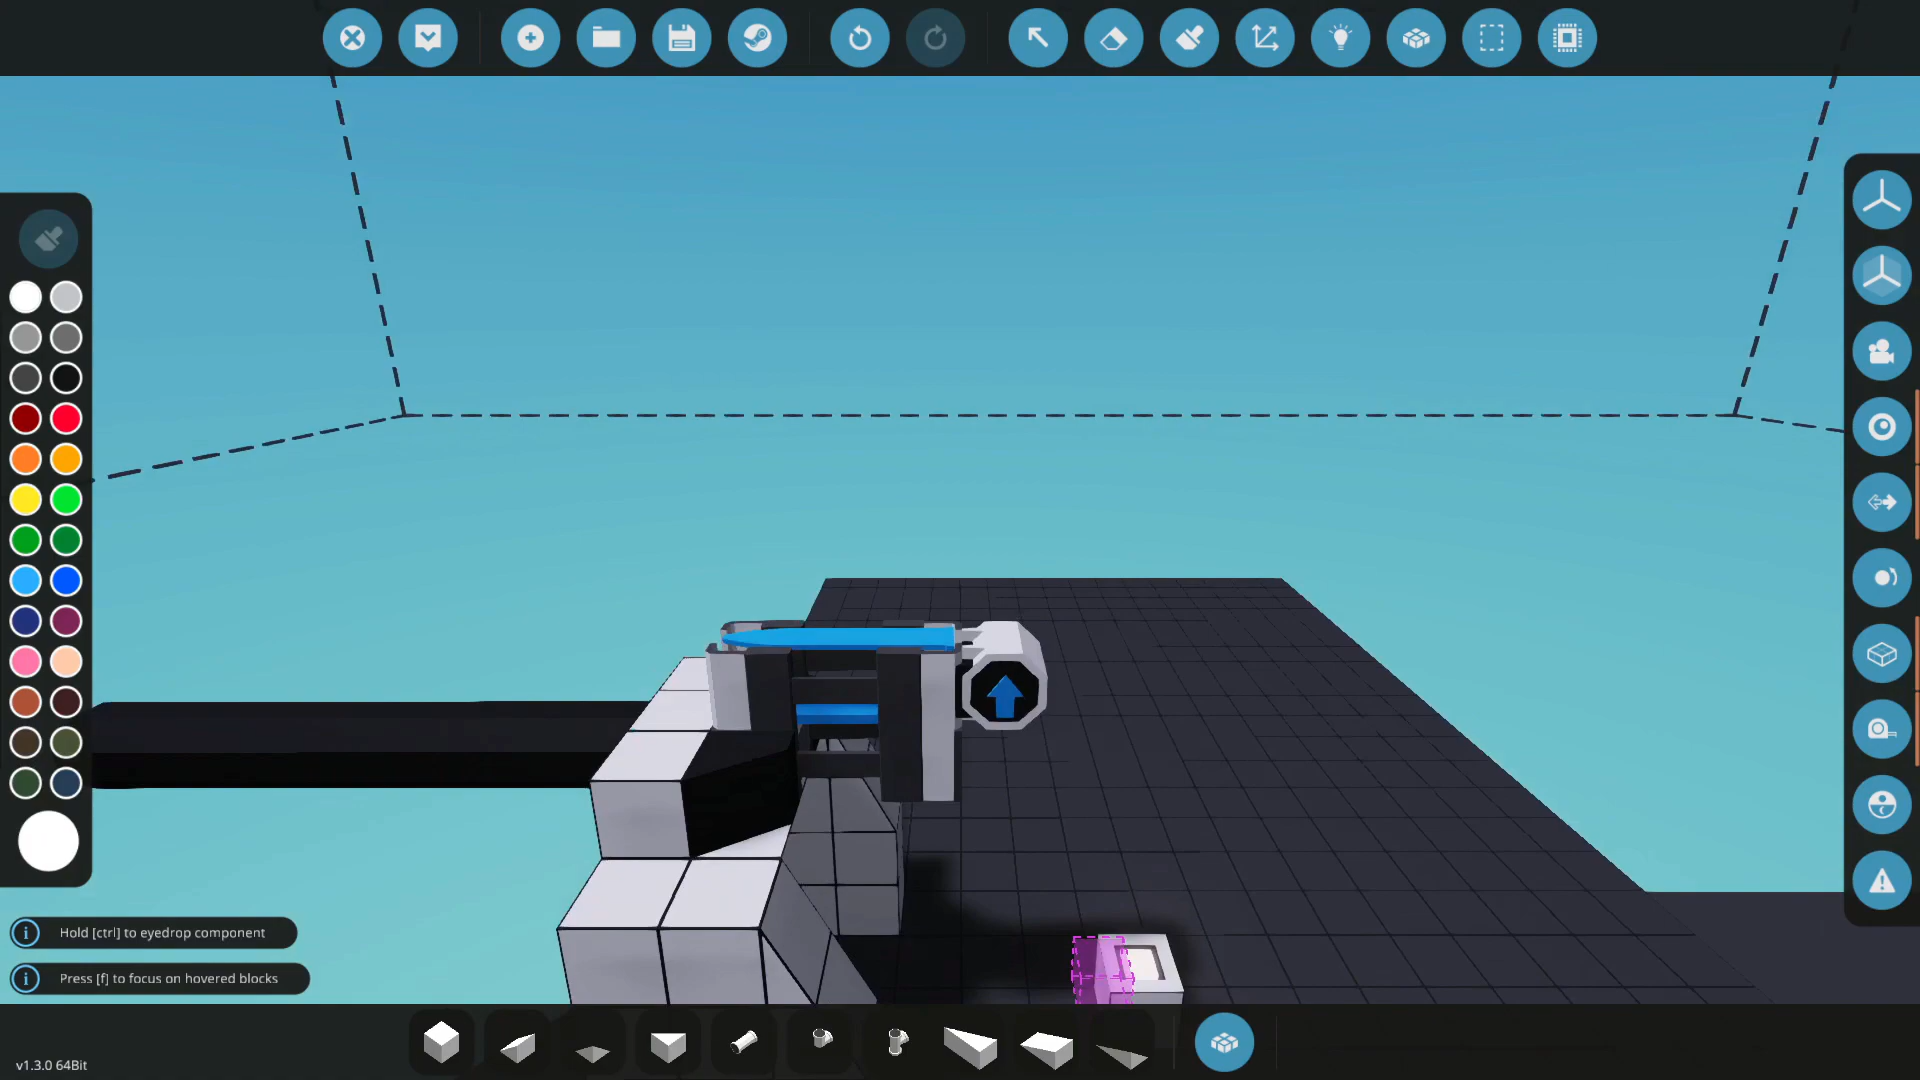 Hold [ctrl] to eyedrop component
Press [f] to focus on hovered blocks
v1.3.0 64Bit